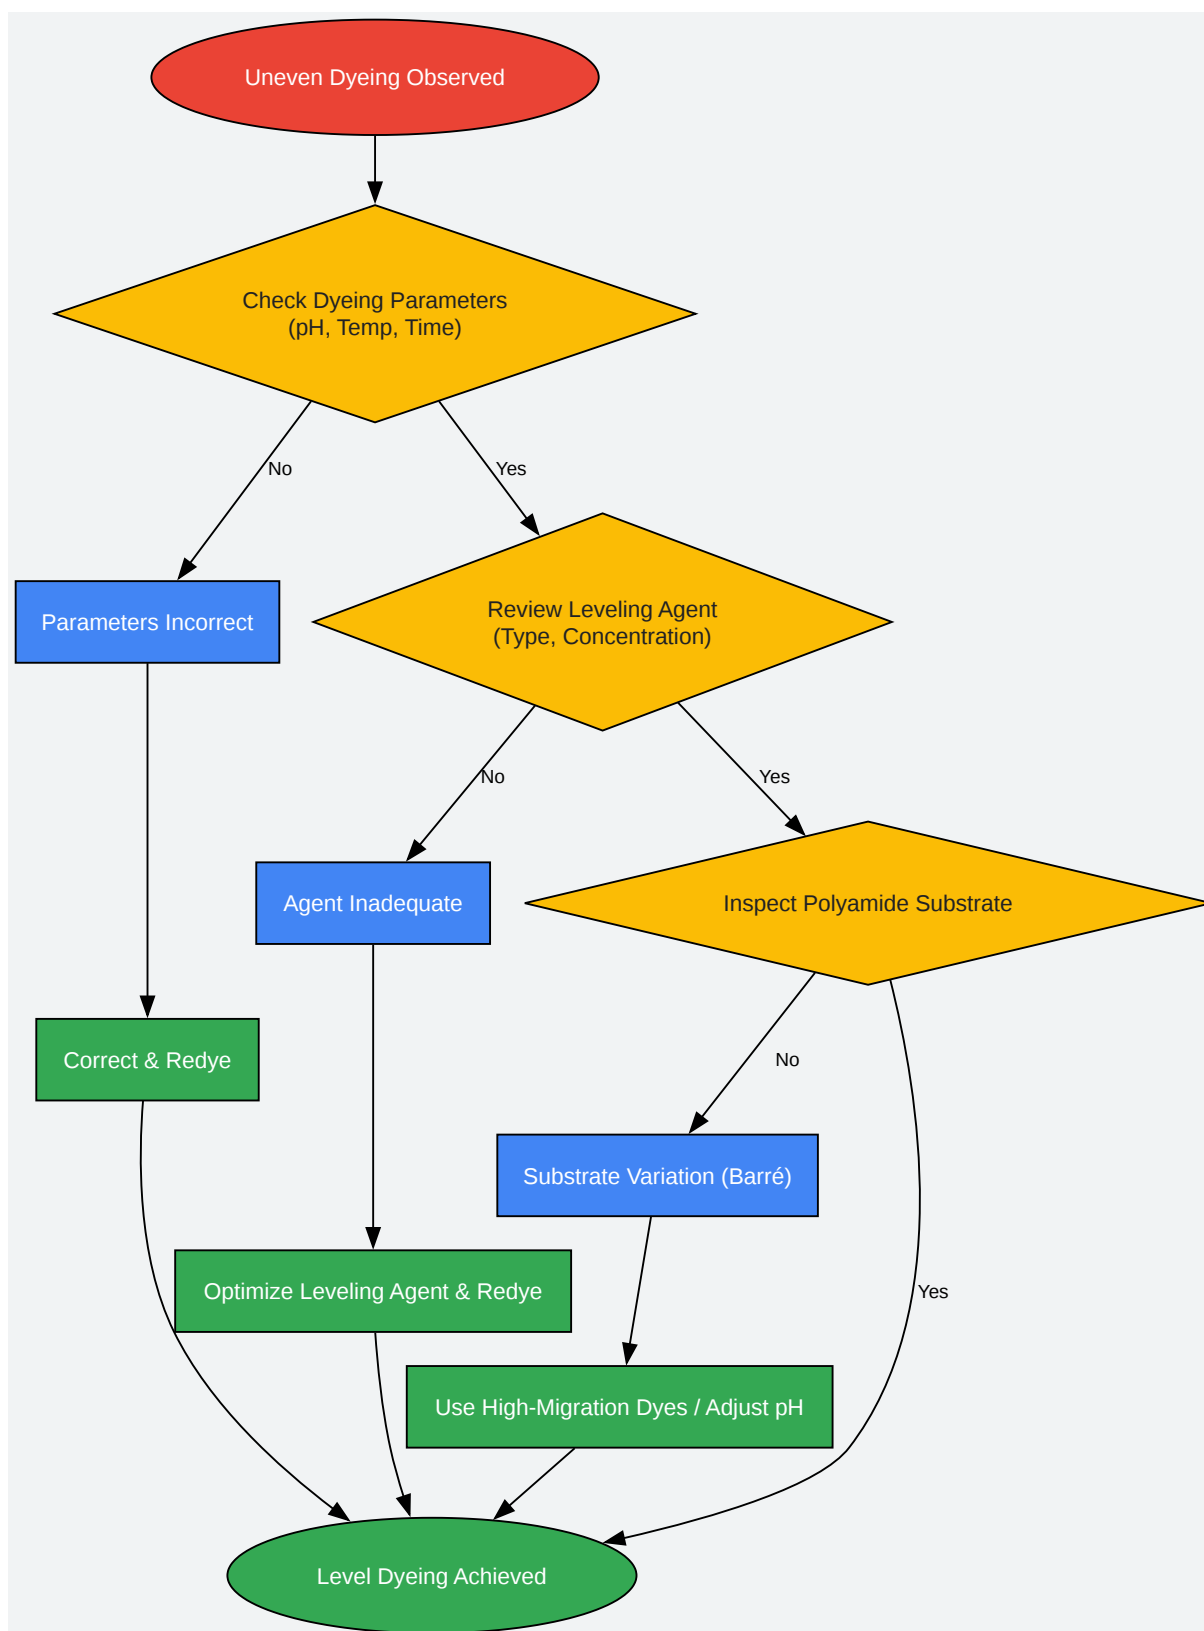 Uneven Dyeing Observed
Check Dyeing Parameters
(pH, Temp, Time)
No
Yes
Parameters Incorrect
Review Leveling Agent
(Type, Concentration)
No
Yes
Agent Inadequate
Inspect Polyamide Substrate
Correct & Redye
No
Substrate Variation (Barré)
Optimize Leveling Agent & Redye
Yes
Use High-Migration Dyes / Adjust pH
Level Dyeing Achieved